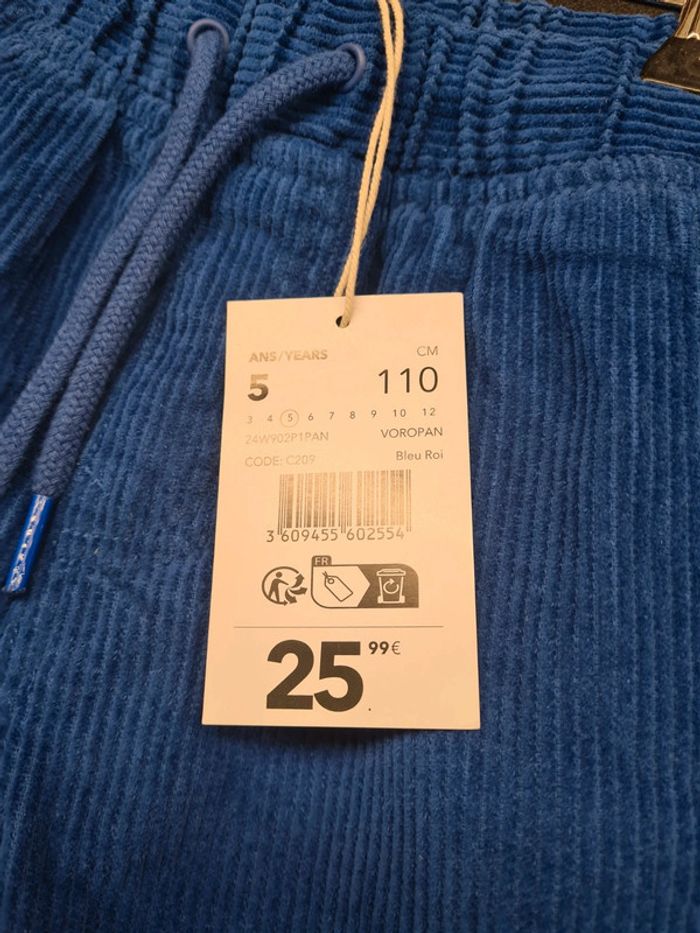 ANS/YEARS CM
5 110
3 4 5 6 7 8 9 10 12
24W902P1PAN VOROPAN
CODE: C209 Bleu Roi
3 609455 602554
FR
25 99€